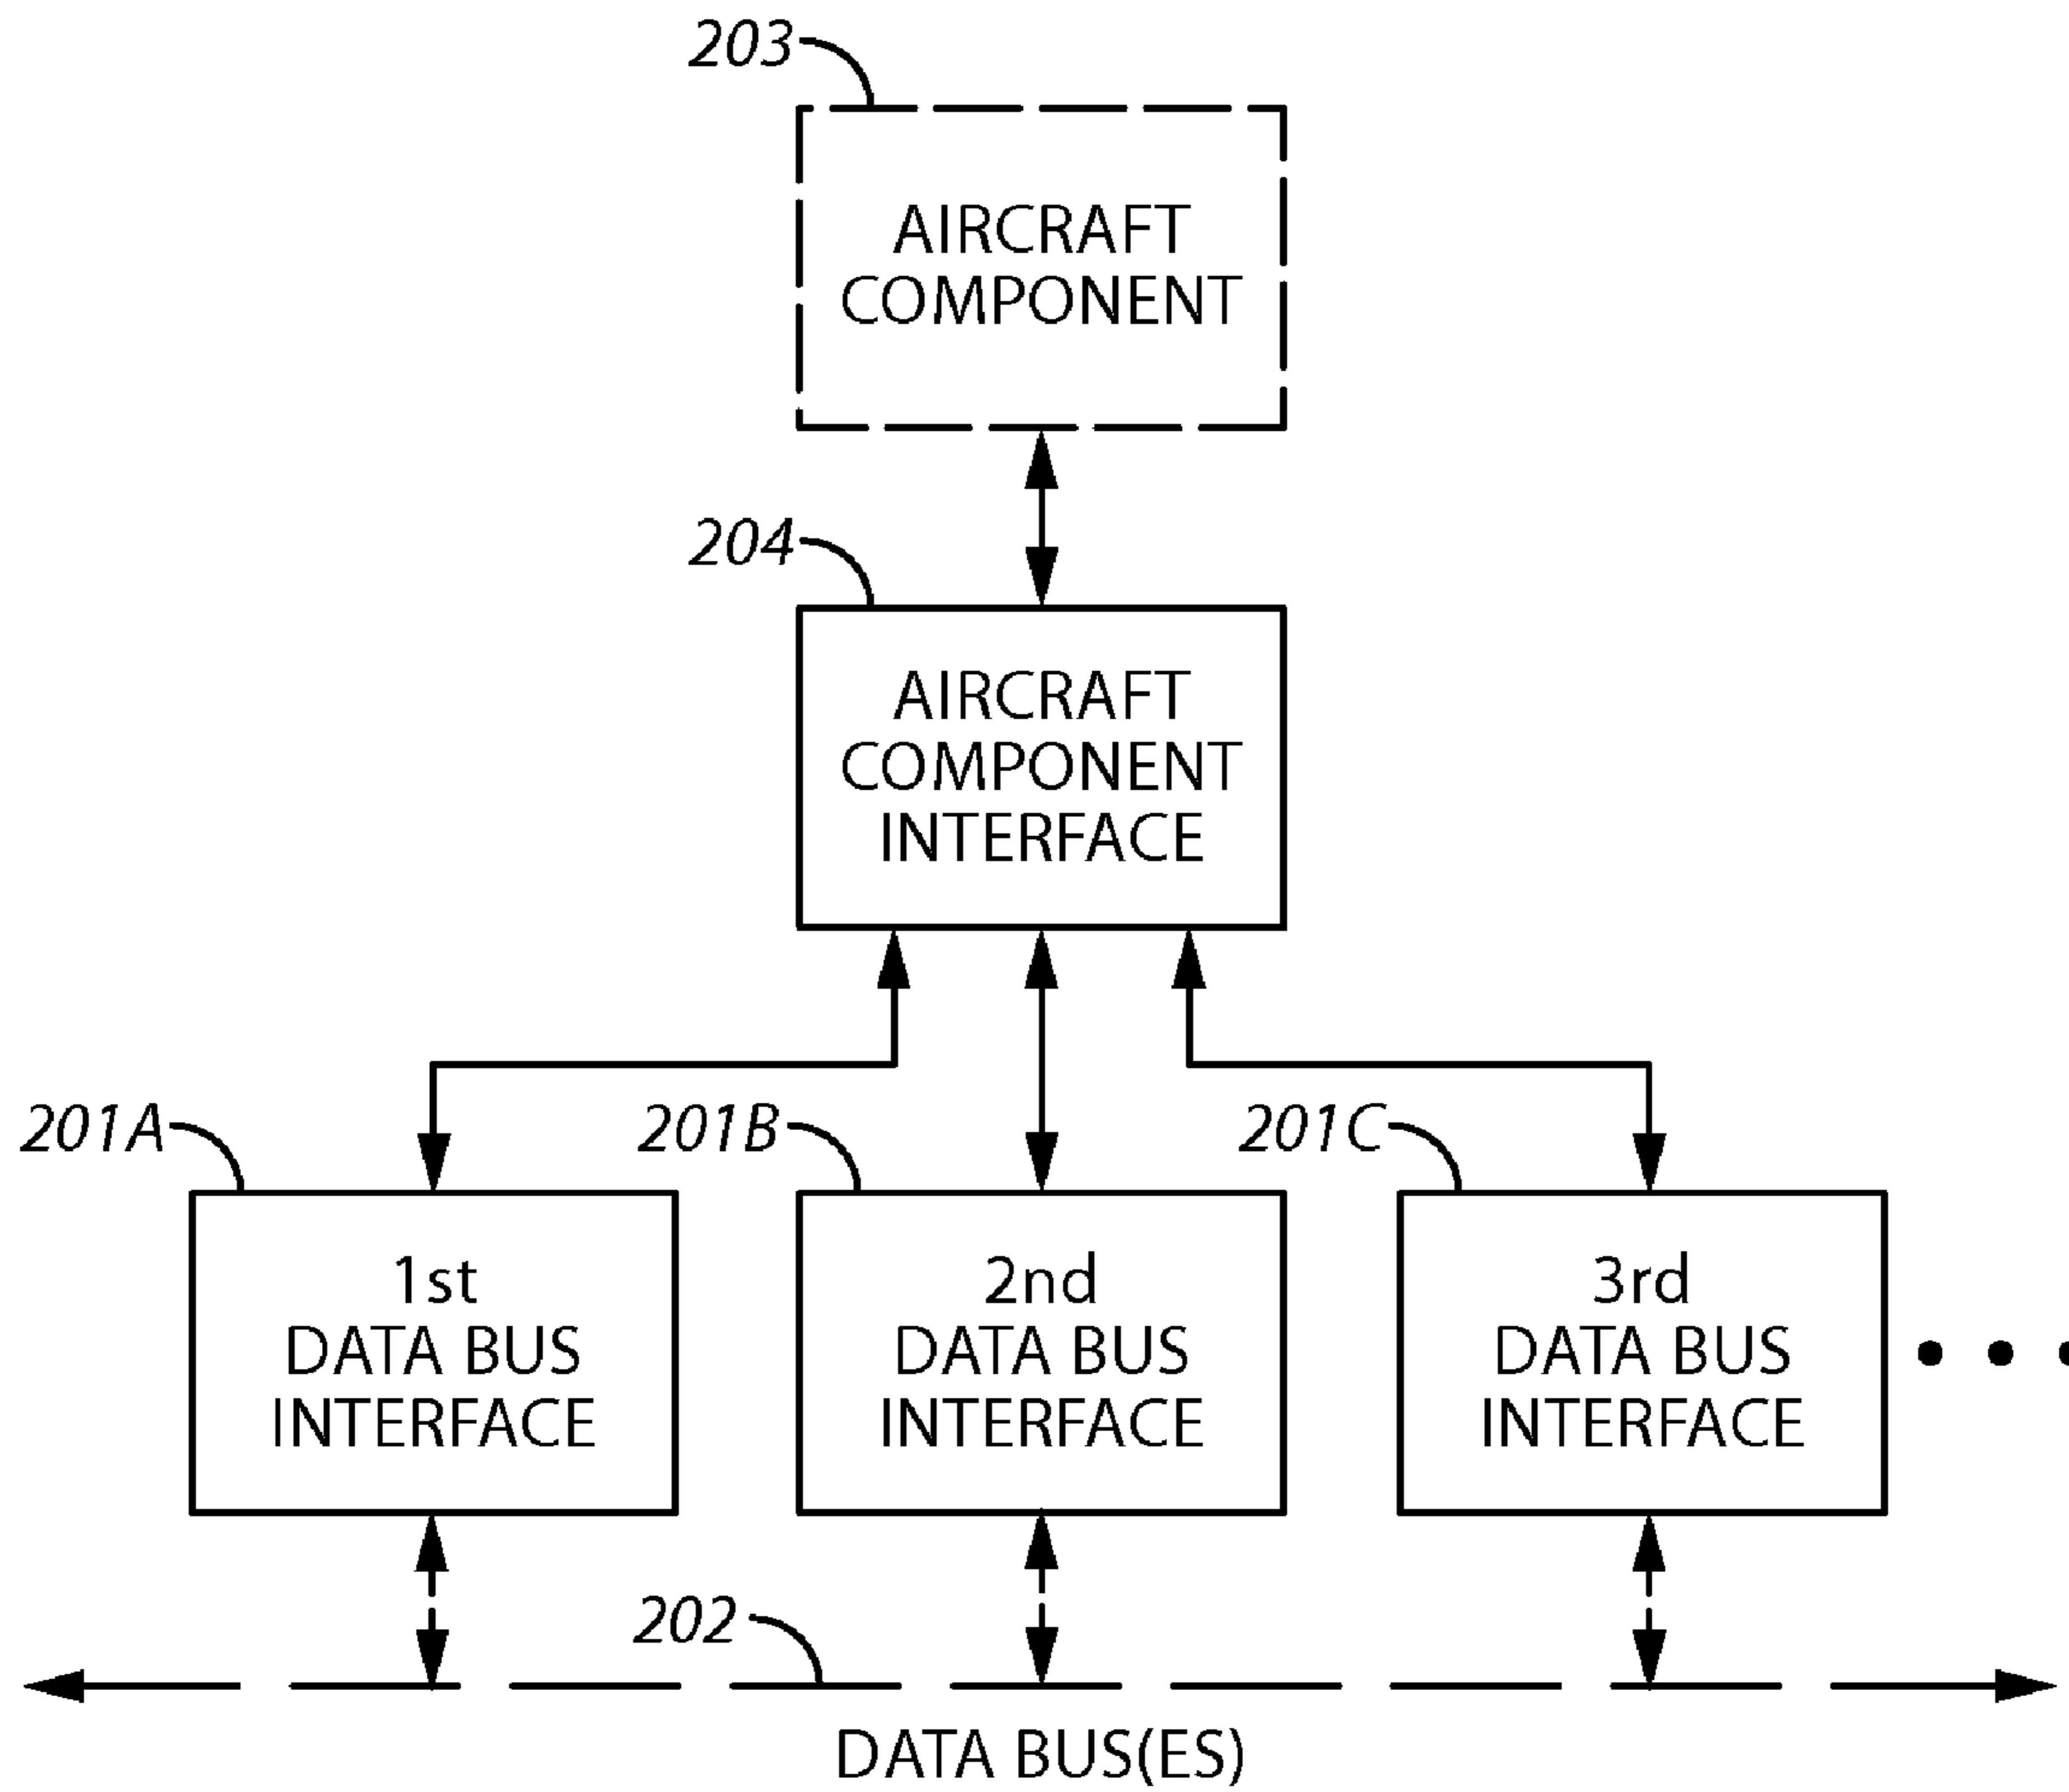 203
AIRCRAFT
COMPONENT
204
AIRCRAFT
COMPONENT
INTERFACE
201A
201B
201C
1st
DATA BUS
INTERFACE
2nd
DATA BUS
INTERFACE
3rd
DATA BUS
INTERFACE
202
DATA BUS(ES)